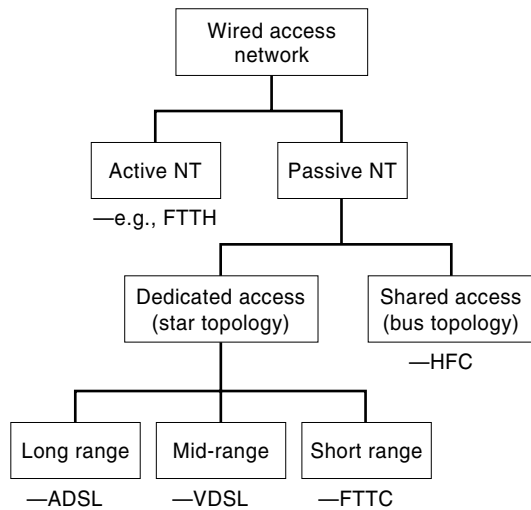 Wired access
network
Active NT
Passive NT
—e.g., FTTH
Dedicated access
(star topology)
Shared access
(bus topology)
—HFC
Long range
Mid-range
Short range
—ADSL
—VDSL
—FTTC